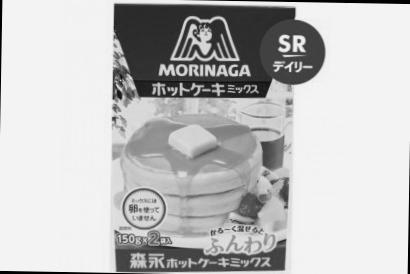 SR
デイリー
MORINAGA
ホットケーキミックス
ミックスには
卵を使って
いません
150g×2袋入
かる〜く混ぜると
ふんわり
森永ホットケーキミックス